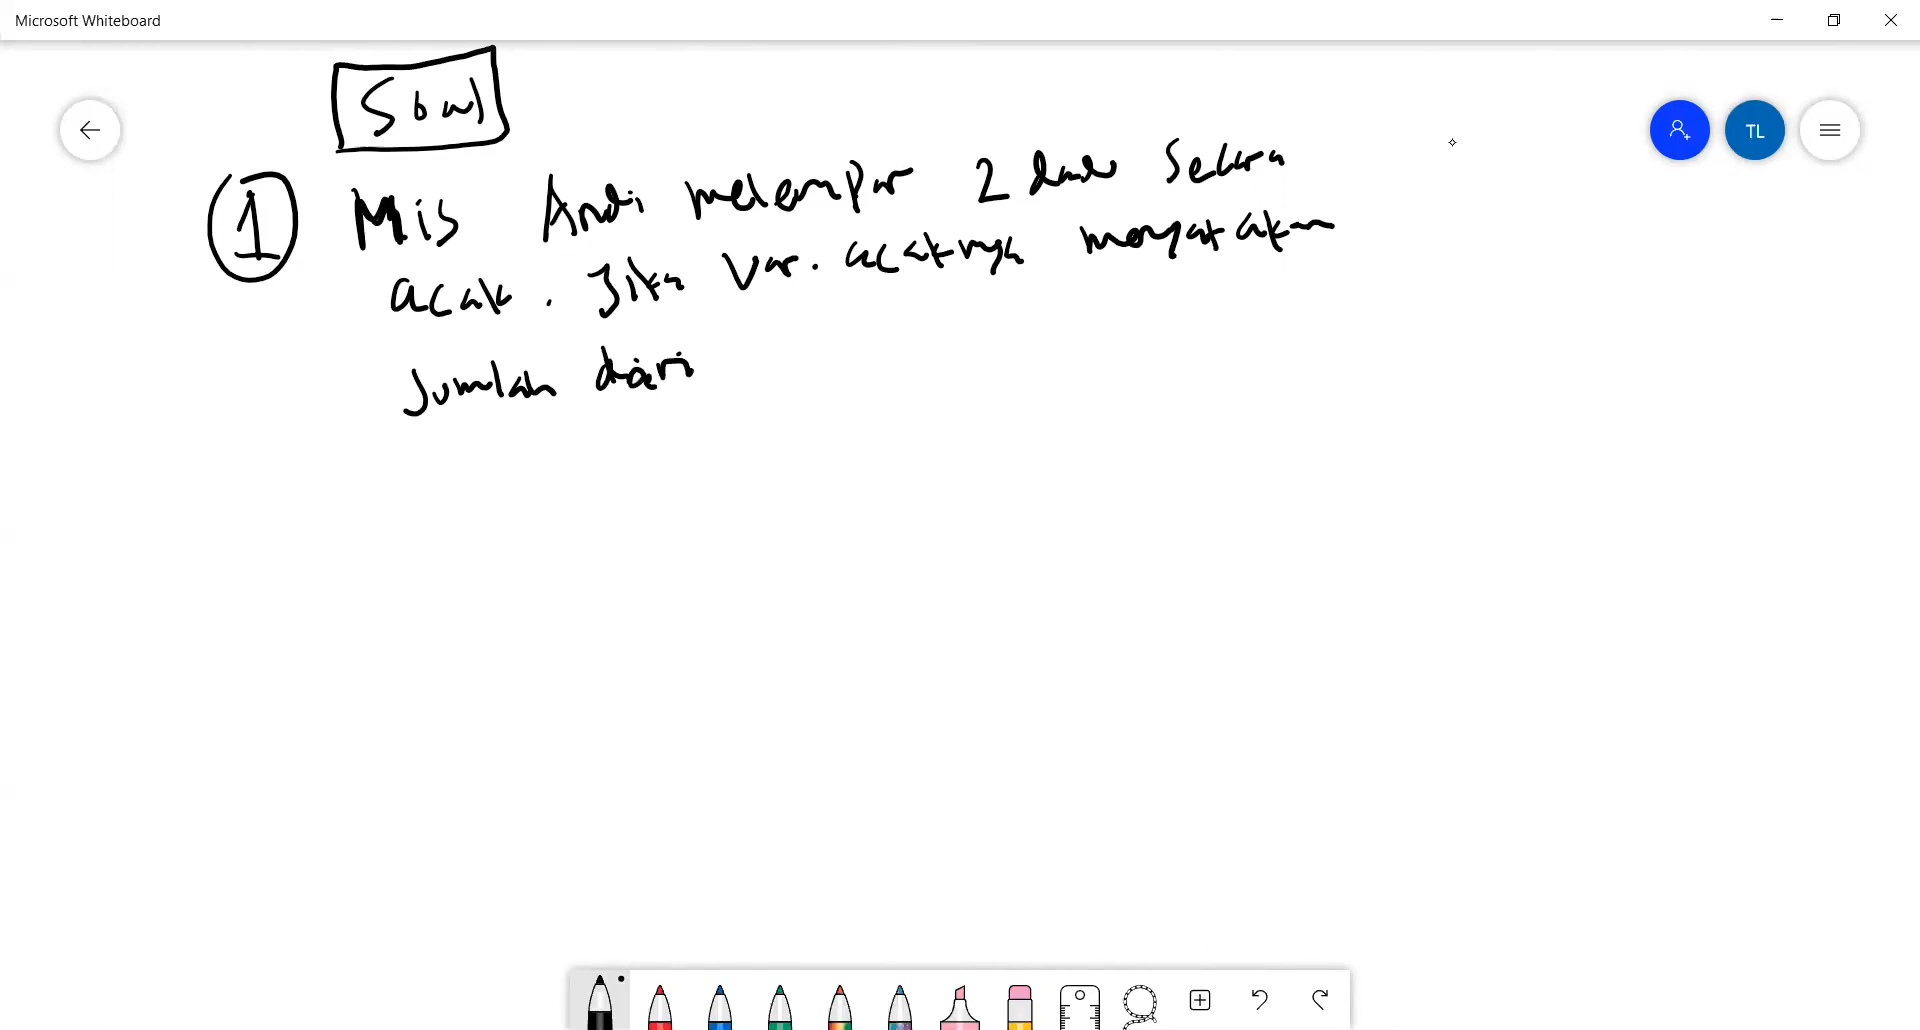 Microsoft Whiteboard
Soal
TL
1 Mis Andi melempar 2 dadu secara
acak. Jika Var. acaknya menyatakan
jumlah dari